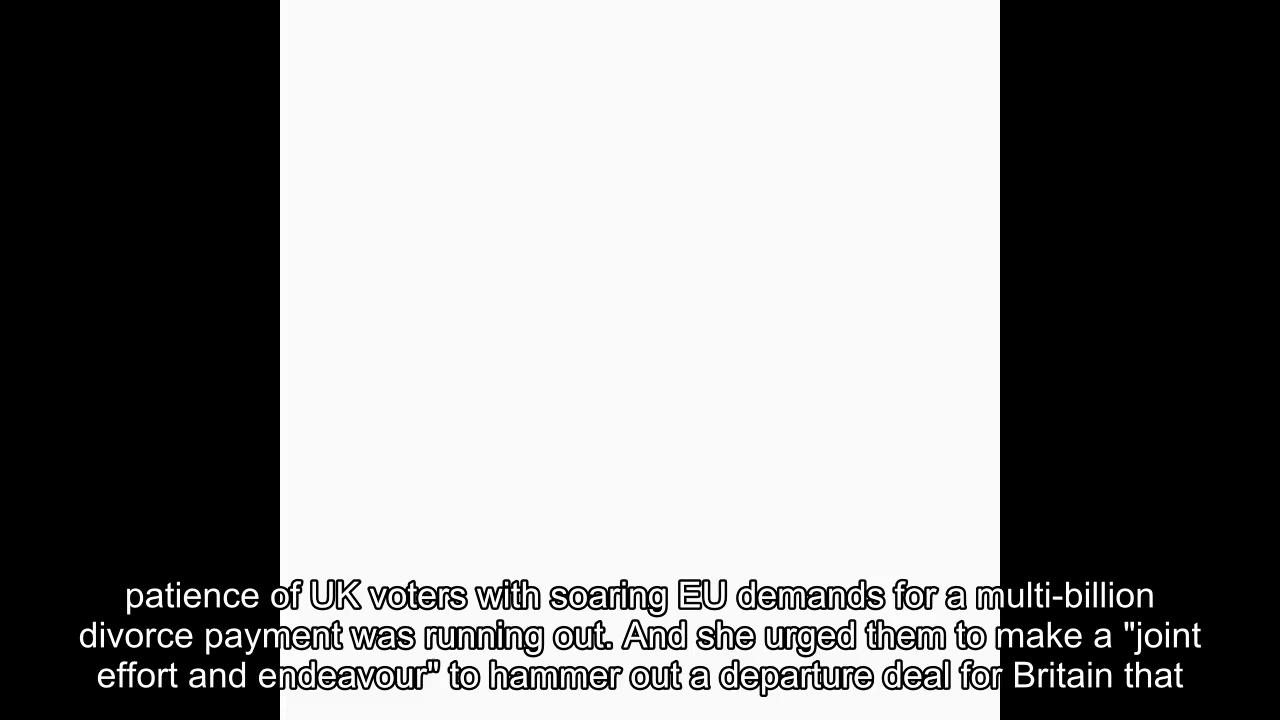 patience of UK voters with soaring EU demands for a multi-billion
divorce payment was running out. And she urged them to make a "joint
effort and endeavour" to hammer out a departure deal for Britain that